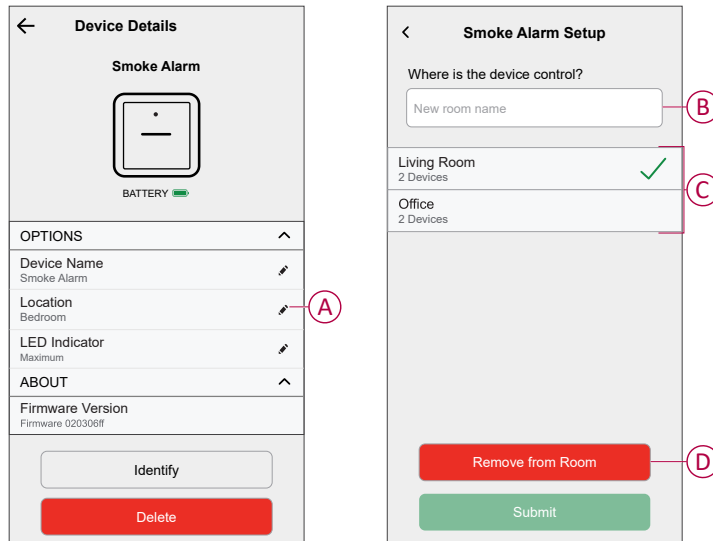 Device Details
Smoke Alarm
BATTERY
OPTIONS
Device Name
Smoke Alarm
Location
Bedroom
A
LED Indicator
Maximum
ABOUT
Firmware Version
Firmware 020306ff
Identify
Delete
Smoke Alarm Setup
Where is the device control?
New room name
B
Living Room
2 Devices
C
Office
2 Devices
Remove from Room
D
Submit